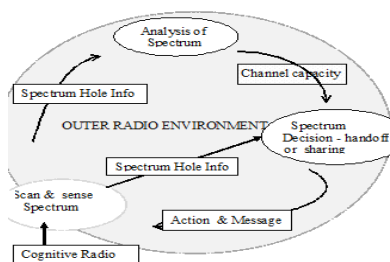 Analysis of
Spectrum
Channel capacity
Spectrum Hole Info
OUTER RADIO ENVIRONMENT
Spectrum
Decision - handoff
or sharing
Spectrum Hole Info
Scan & sense
Spectrum
Action & Message
Cognitive Radio